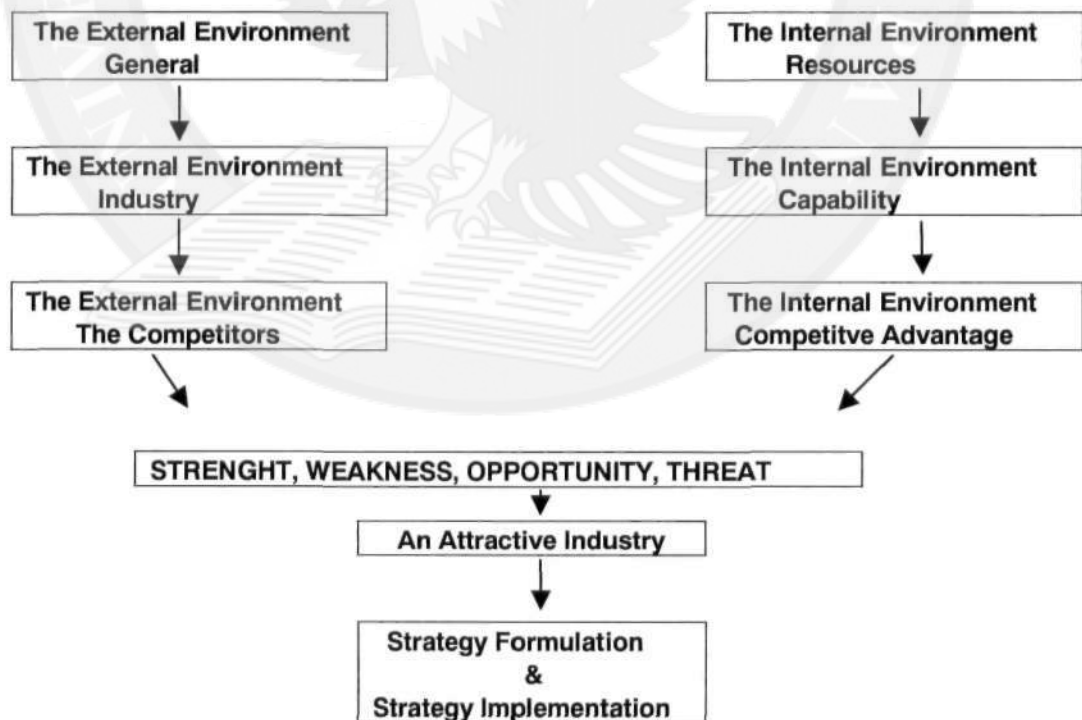 The External Environment
General
The External Environment
Industry
The External Environment
The Competitors
The Internal Environment
Resources
The Internal Environment
Capability
The Internal Environment
Competitve Advantage
STRENGHT, WEAKNESS, OPPORTUNITY, THREAT
An Attractive Industry
Strategy Formulation
&
Strategy Implementation